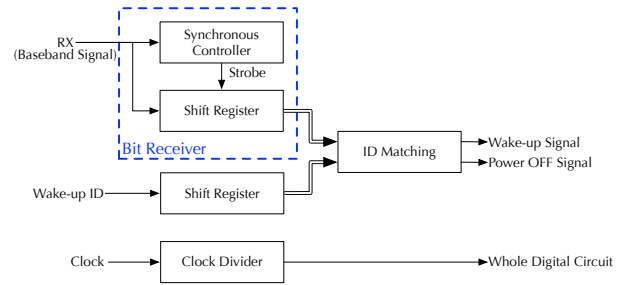 RX
(Baseband Signal)
Synchronous
Controller
Strobe
Shift Register
Bit Receiver
ID Matching
Wake-up Signal
Power OFF Signal
Wake-up ID
Shift Register
Clock
Clock Divider
Whole Digital Circuit